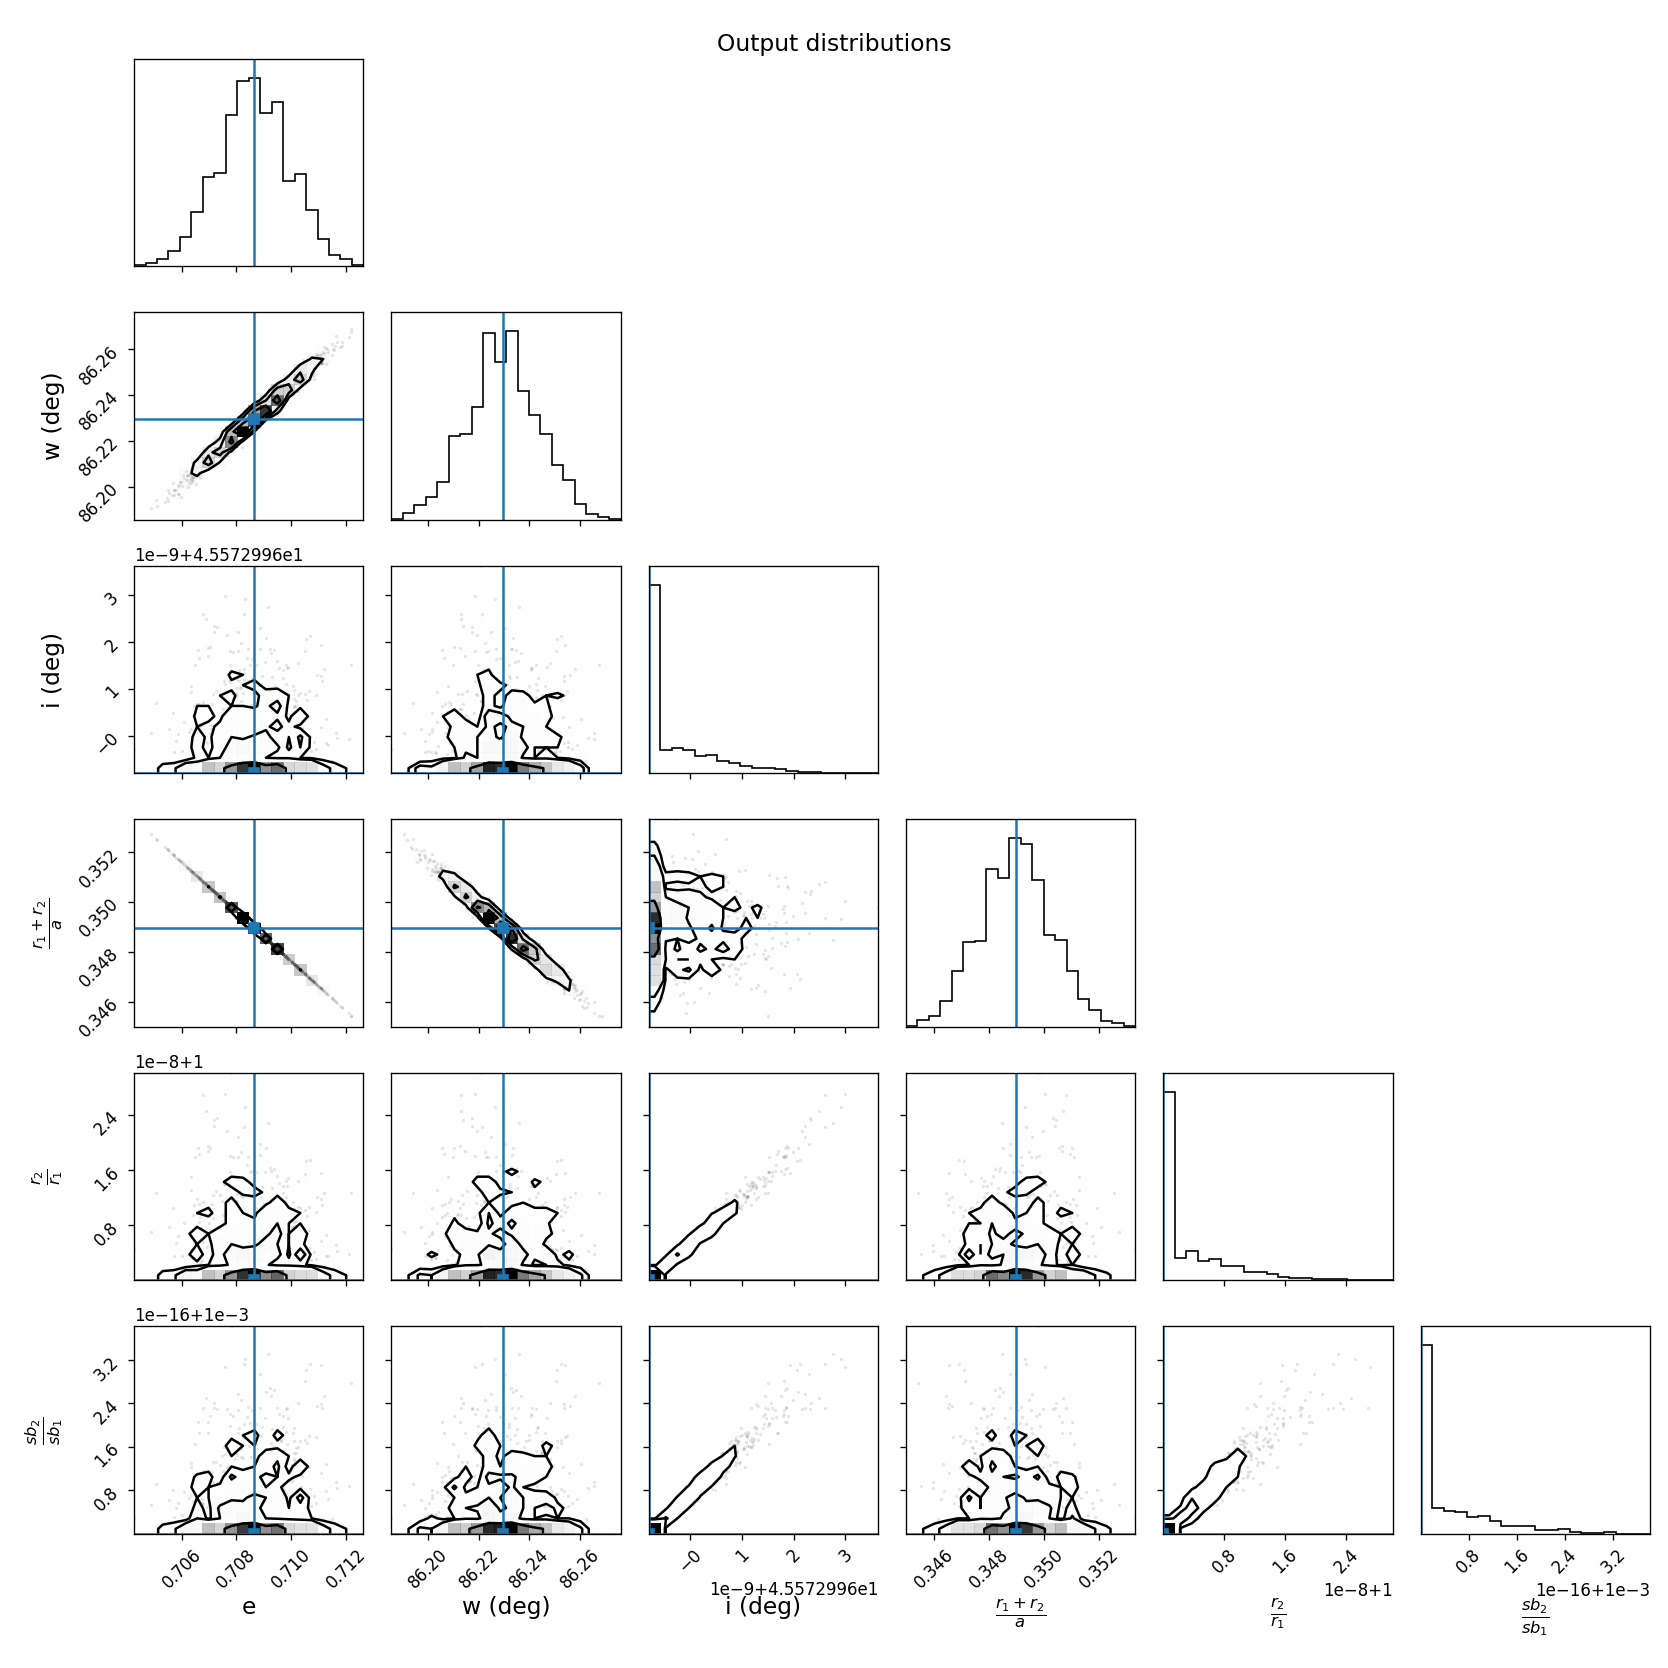 Output distributions
w (deg)
86.26
86.24
86.22
86.20
1e−9+4.5572996e1
i (deg)
3
2
1
−0
r₁ + r₂
a
0.352
0.350
0.348
0.346
1e−8+1
r₂
r₁
2.4
1.6
0.8
1e−16+1e−3
sb₂
sb₁
3.2
2.4
1.6
0.8
0.706 0.708 0.710 0.712
86.20 86.22 86.24 86.26
−0 1 2 3
0.346 0.348 0.350 0.352
0.8 1.6 2.4
0.8 1.6 2.4 3.2
1e−9+4.5572996e1
1e−8+1
1e−16+1e−3
e
w (deg)
i (deg)
r₁ + r₂
a
r₂
r₁
sb₂
sb₁